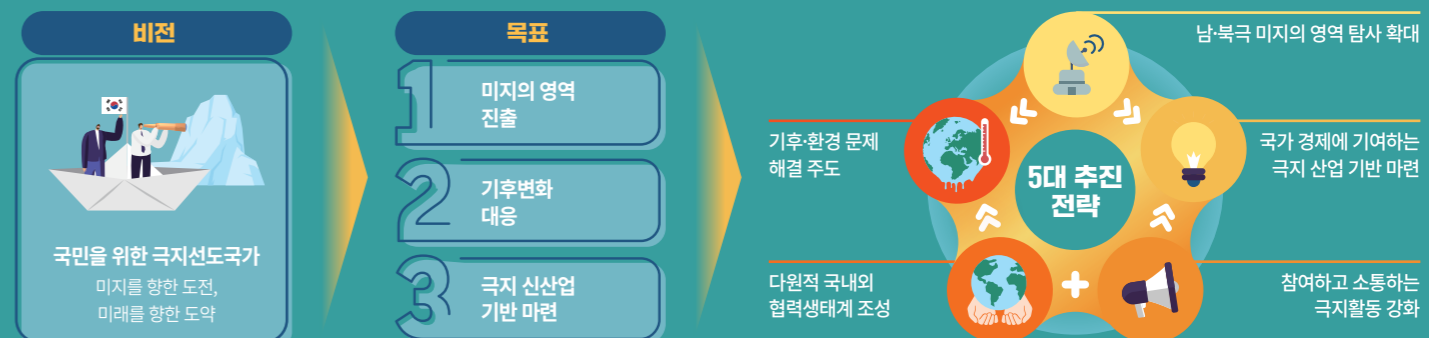 비전
국민을 위한 극지선도국가
미지를 향한 도전,
미래를 향한 도약
목표
1
미지의 영역
진출
2
기후변화
대응
3
극지 신산업
기반 마련
5대 추진
전략
남·북극 미지의 영역 탐사 확대
국가 경제에 기여하는
극지 산업 기반 마련
참여하고 소통하는
극지활동 강화
다원적 국내외
협력생태계 조성
기후·환경 문제
해결 주도